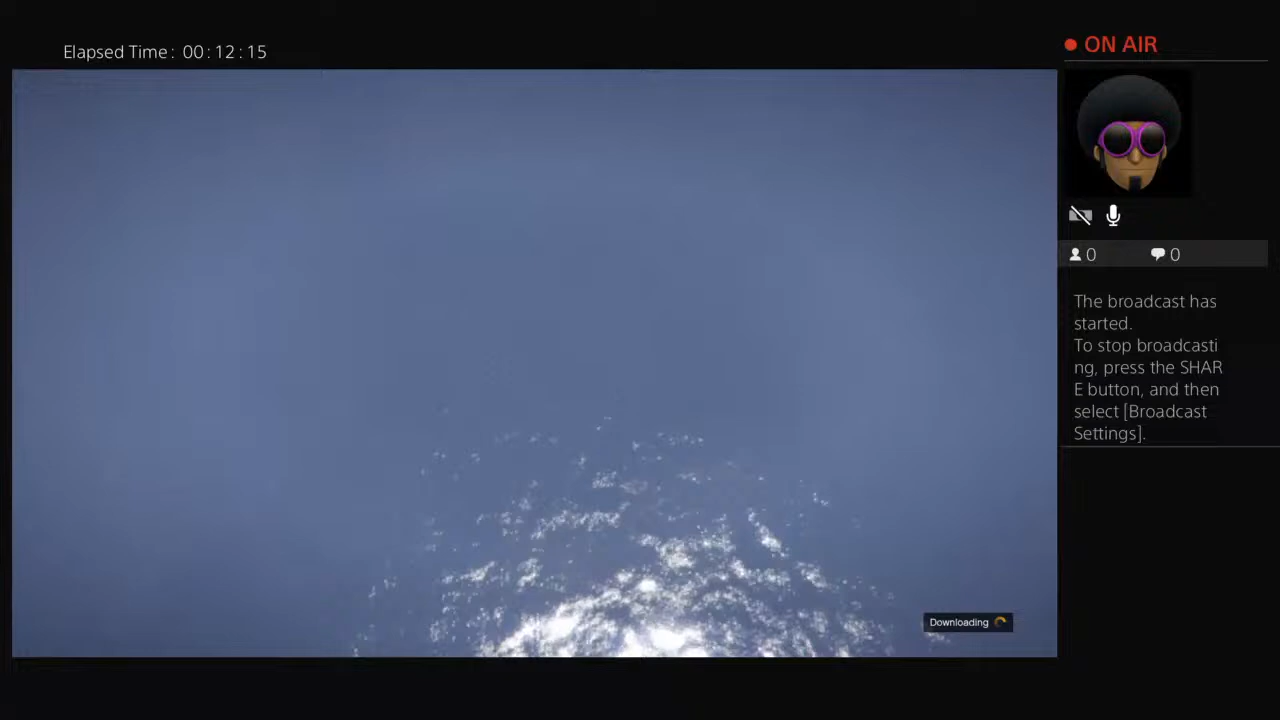 Elapsed Time: 00:12:15
ON AIR
0 0
The broadcast has
started.
To stop broadcasti
ng, press the SHAR
E button, and then
select [Broadcast
Settings].
Downloading